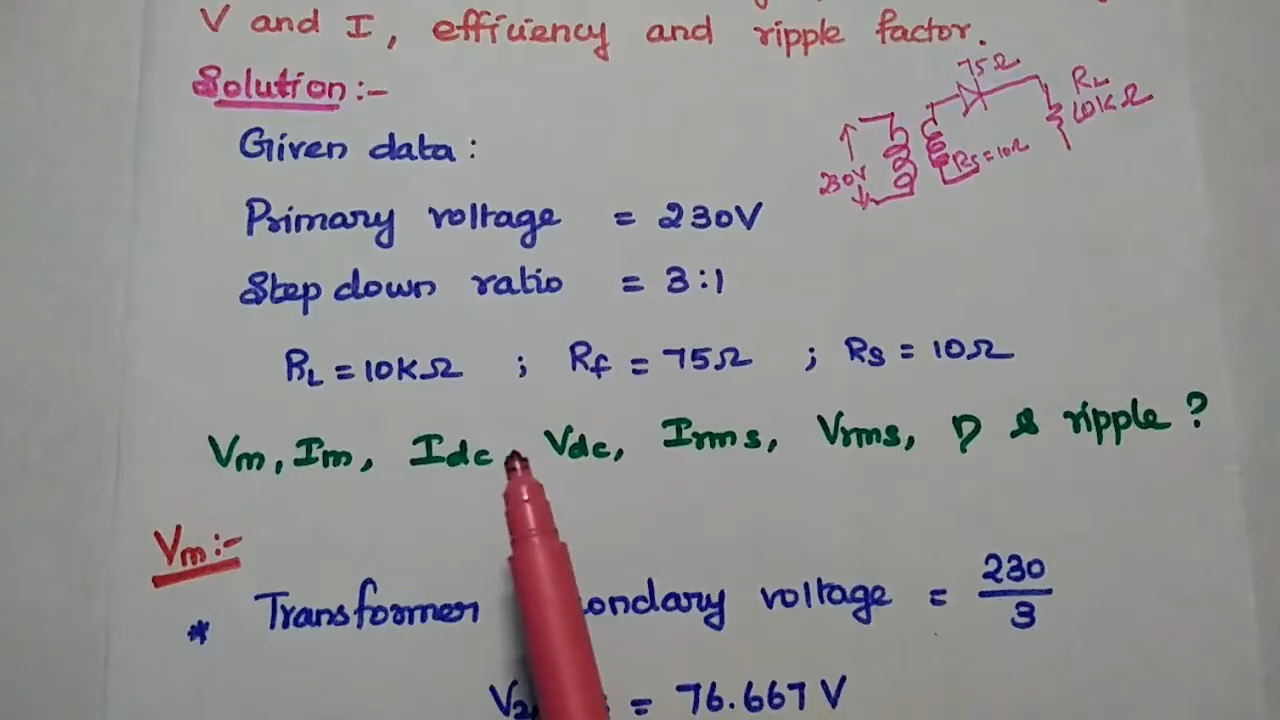 V and I, efficiency and ripple factor.
Solution :-
Given data :
Primary voltage = 230V
Step down ratio = 3:1
RL = 10KΩ ; Rf = 75Ω ; Rs = 10Ω
Vm, Im, Idc, Vdc, Irms, Vrms, η & ripple?
Vm :-
* Transformer voltage = 230/3
= 76.667 V
75Ω
RL
10KΩ
230V
Rs=10Ω